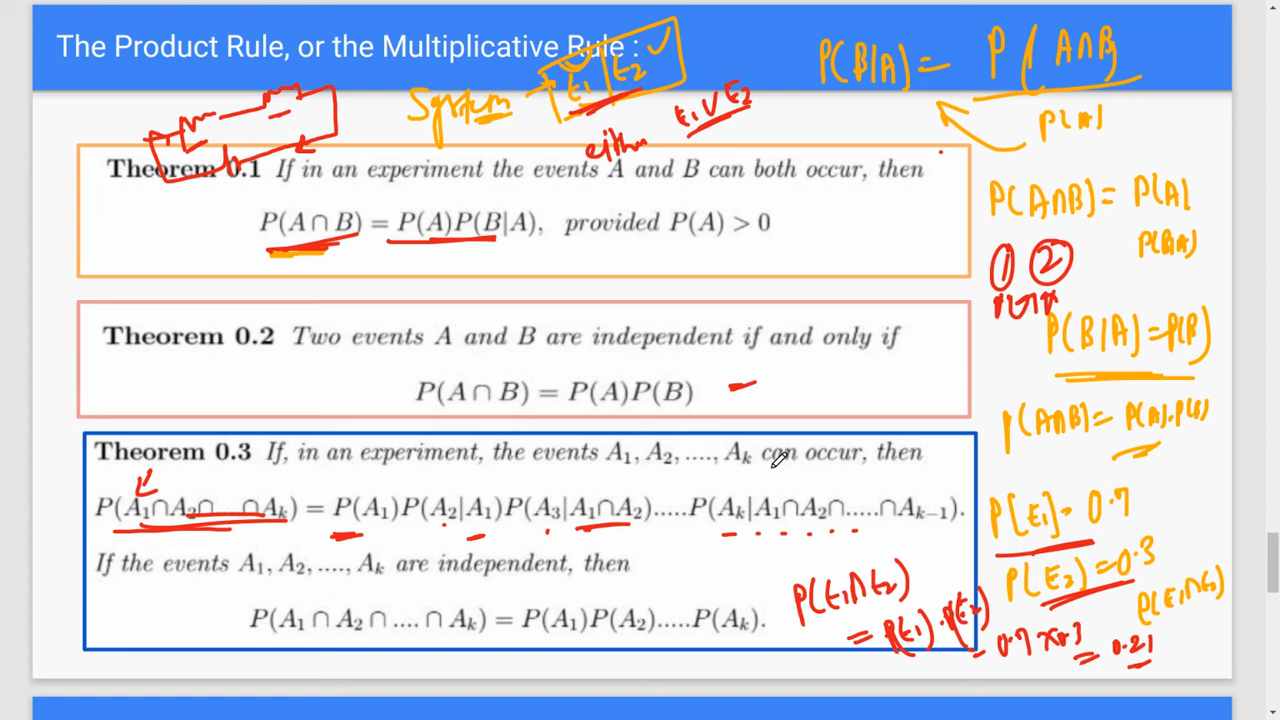 The Product Rule, or the Multiplicative Rule :
System
E₁ E₂
either
E₁ ∨ E₂
P(B|A) = P(A∩B)
P(A)
Theorem 0.1 If in an experiment the events A and B can both occur, then
P(A ∩ B) = P(A)P(B|A), provided P(A) > 0
P(A∩B) = P(A)
P(B|A)
① ②
Theorem 0.2 Two events A and B are independent if and only if
P(A ∩ B) = P(A)P(B)
P(B|A) = P(B)
P(A∩B) = P(A).P(B)
Theorem 0.3 If, in an experiment, the events A₁, A₂, ...., Aₖ can occur, then
P(A₁∩A₂∩....∩Aₖ) = P(A₁)P(A₂|A₁)P(A₃|A₁∩A₂).....P(Aₖ|A₁∩A₂∩.....∩Aₖ₋₁).
If the events A₁, A₂, ...., Aₖ are independent, then
P(A₁ ∩ A₂ ∩ .... ∩ Aₖ) = P(A₁)P(A₂).....P(Aₖ).
P(E₁) = 0.7
P(E₂) = 0.3
P(E₁∩E₂)
P(E₁∩E₂)
= P(E₁).P(E₂)
= 0.7 × 0.3 = 0.21